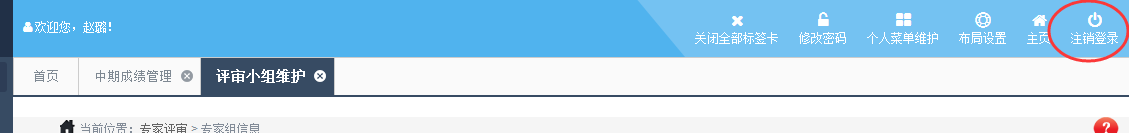 欢迎您，赵璐!
关闭全部标签卡 修改密码 个人菜单维护 布局设置 主页 注销登录
首页 中期成绩管理 评审小组维护
当前位置：专家评审 > 专家组信息